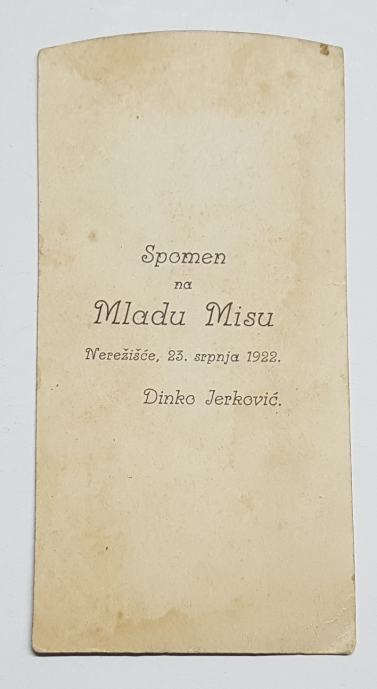 Spomen
na
Mladu Misu
Nerežišće, 23. srpnja 1922.
Dinko Jerković.